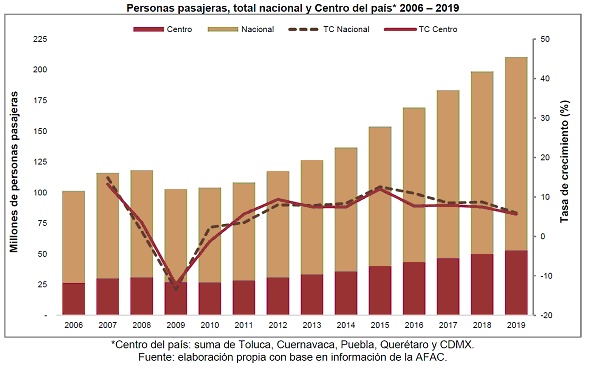 Personas pasajeras, total nacional y Centro del país* 2006 – 2019
Centro
Nacional
TC Nacional
TC Centro
Millones de personas pasajeras
225
200
175
150
125
100
75
50
25
-
Tasa de crecimiento (%)
50
40
30
20
10
0
-10
-20
2006 2007 2008 2009 2010 2011 2012 2013 2014 2015 2016 2017 2018 2019
*Centro del país: suma de Toluca, Cuernavaca, Puebla, Querétaro y CDMX.
Fuente: elaboración propia con base en información de la AFAC.